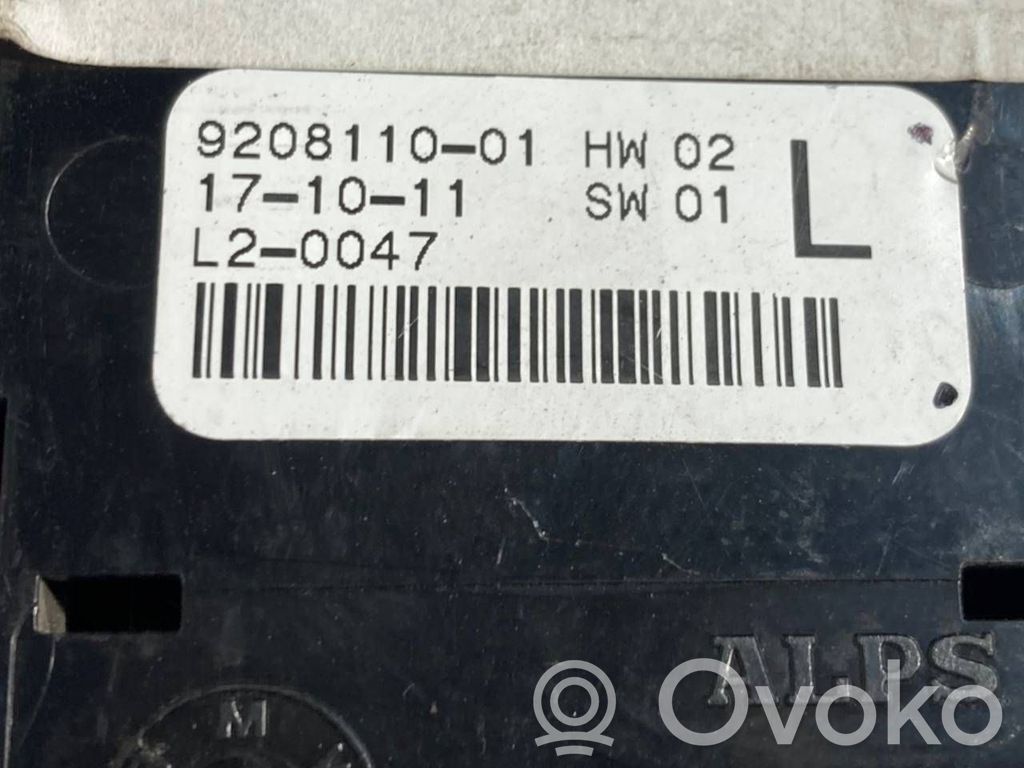 9208110-01 HW 02
17-10-11 SW 01
L
L2-0047
ALPS
M
Ovoko